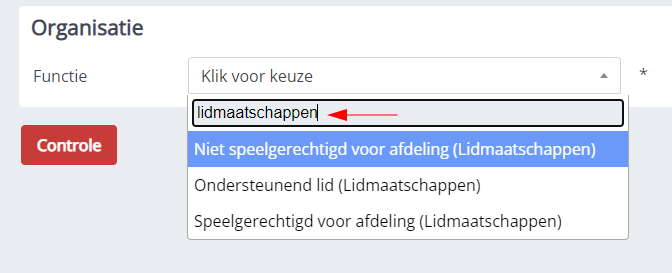 Organisatie
Functie
Klik voor keuze
*
lidmaatschappen
Niet speelgerechtigd voor afdeling (Lidmaatschappen)
Ondersteunend lid (Lidmaatschappen)
Speelgerechtigd voor afdeling (Lidmaatschappen)
Controle